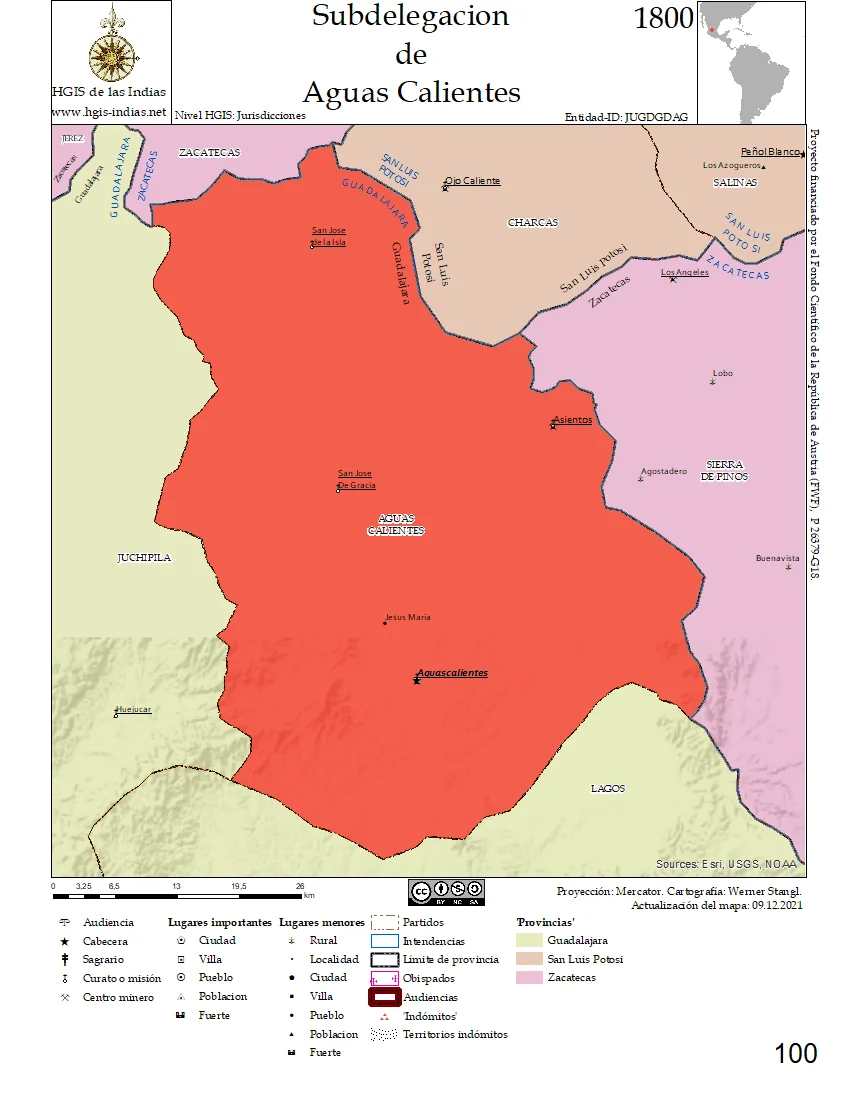 Subdelegacion
de
Aguas Calientes
1800
HGIS de las Indias
www.hgis-indias.net
Nivel HGIS: Jurisdicciones
Entidad-ID: JUGDGDAG
JEREZ
Zacatecas
Guadalajara
GUADALAJARA
ZACATECAS
ZACATECAS
SAN LUIS
POTOSI
GUADALAJARA
Ojo Caliente
Peñol Blanco
Los Azogueros
SALINAS
CHARCAS
SAN LUIS
POTOSI
ZACATECAS
San Jose
de la Isla
Guadalajara
San Luis
Potosi
San Luis Potosi
Zacatecas
Los Angeles
Lobo
Asientos
Agostadero
SIERRA
DE PINOS
San Jose
De Gracia
AGUAS
CALIENTES
JUCHIPILA
Buenavista
Jesus Maria
Aguascalientes
Huejucar
LAGOS
Sources: Esri, USGS, NOAA
Proyecto financiado por el Fondo Científico de la República de Austria (FWF), P 26379-G18.
0 3,25 6,5 13 19,5 26
km
CC BY NC SA
Proyección: Mercator. Cartografía: Werner Stangl.
Actualización del mapa: 09.12.2021
Audiencia
Cabecera
Sagrario
Curato o misión
Centro minero
Lugares importantes
Ciudad
Villa
Pueblo
Poblacion
Fuerte
Lugares menores
Rural
Localidad
Ciudad
Villa
Pueblo
Poblacion
Fuerte
Partidos
Intendencias
Límite de provincia
Obispados
Audiencias
'Indómitos'
Territorios indómitos
'Provincias'
Guadalajara
San Luis Potosi
Zacatecas
100